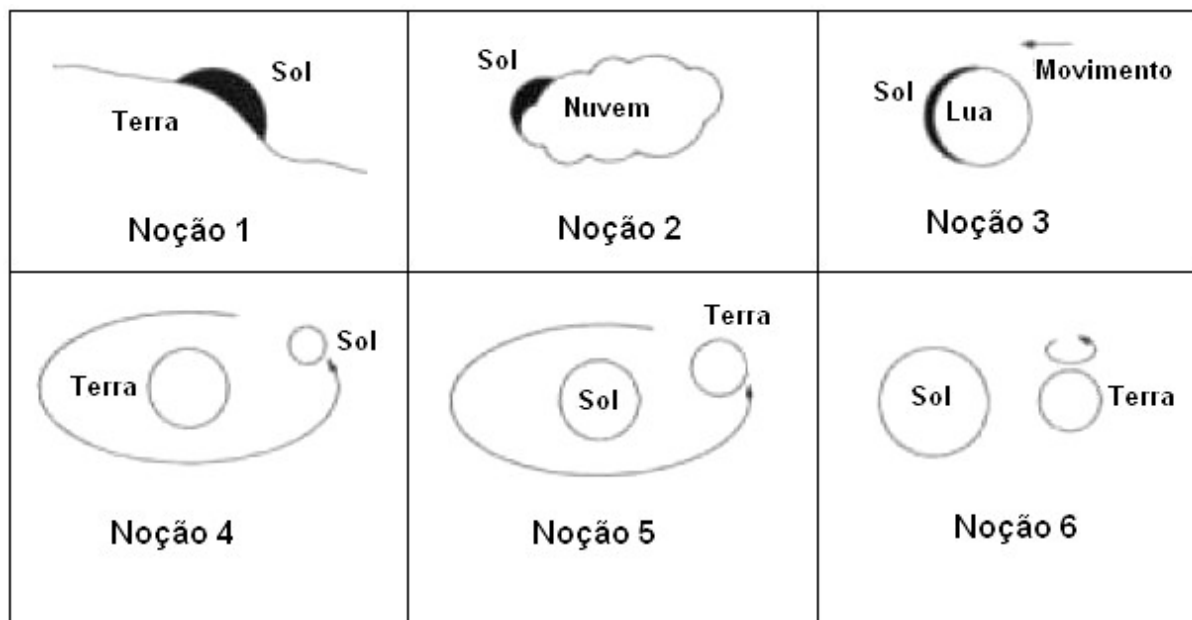 Sol
Terra
Noção 1
Sol
Nuvem
Noção 2
Movimento
Sol
Lua
Noção 3
Sol
Terra
Noção 4
Terra
Sol
Noção 5
Sol
Terra
Noção 6